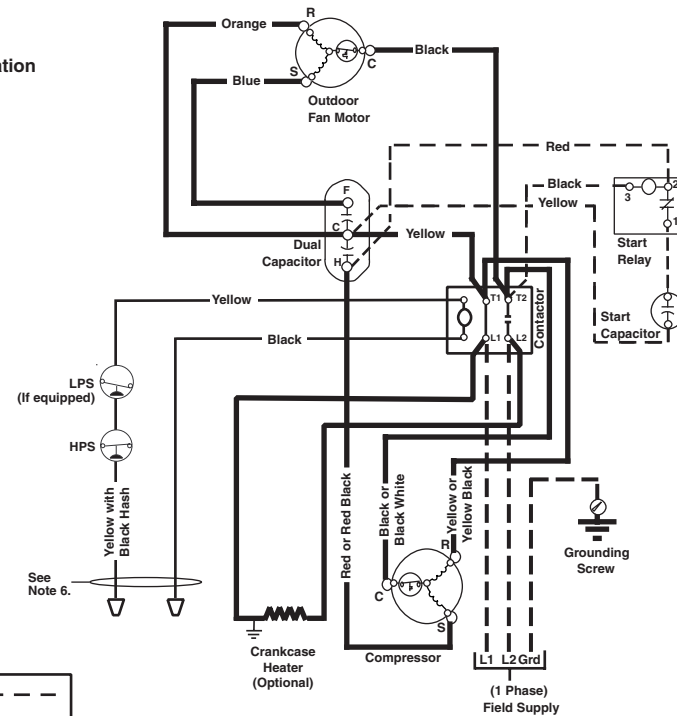 ation
R
Orange
Black
S
C
Blue
Outdoor
Fan Motor
Red
F
Black
3
2
Yellow
1
C
Yellow
Dual
Capacitor
H
Start
Relay
T1
T2
Yellow
Contactor
Start
Capacitor
L1
L2
Black
LPS
(If equipped)
HPS
Yellow with
Black Hash
Red or Red Black
Black or
Black White
Yellow or
Yellow Black
R
Grounding
Screw
See
Note 6.
C
S
Crankcase
Heater
(Optional)
Compressor
L1 L2 Grd
(1 Phase)
Field Supply